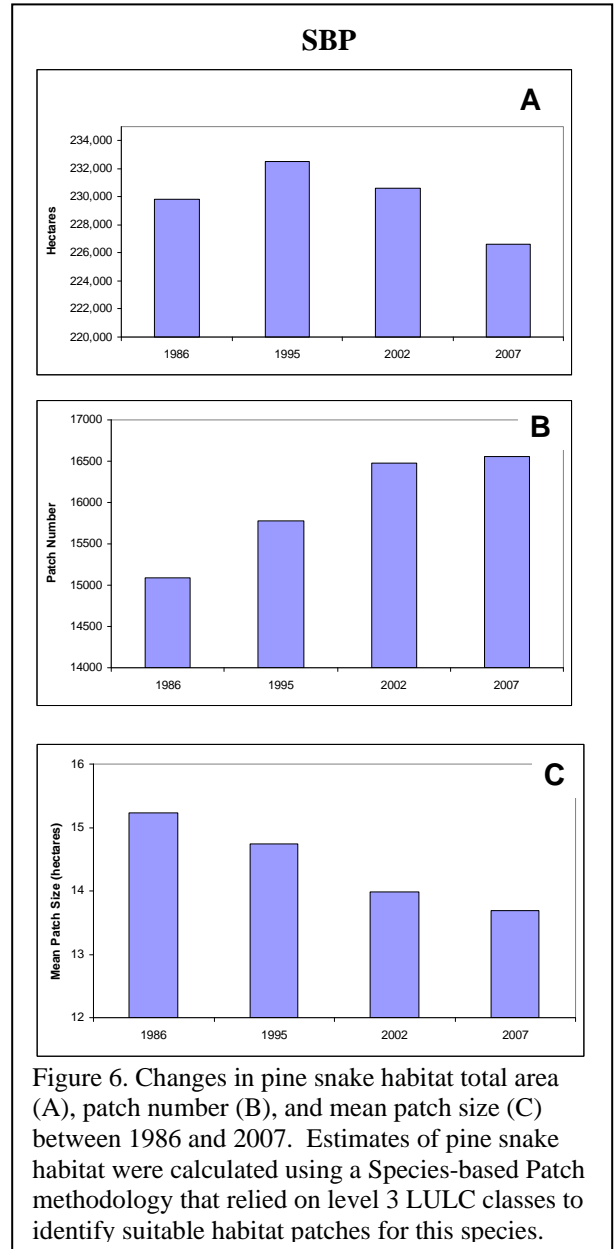 SBP
A
234,000
232,000
230,000
228,000
226,000
224,000
222,000
220,000
Hectares
1986 1995 2002 2007
B
17000
16500
16000
15500
15000
14500
14000
Patch Number
1986 1995 2002 2007
C
16
15
14
13
12
Mean Patch Size (hectares)
1986 1995 2002 2007
Figure 6. Changes in pine snake habitat total area
(A), patch number (B), and mean patch size (C)
between 1986 and 2007. Estimates of pine snake
habitat were calculated using a Species-based Patch
methodology that relied on level 3 LULC classes to
identify suitable habitat patches for this species.